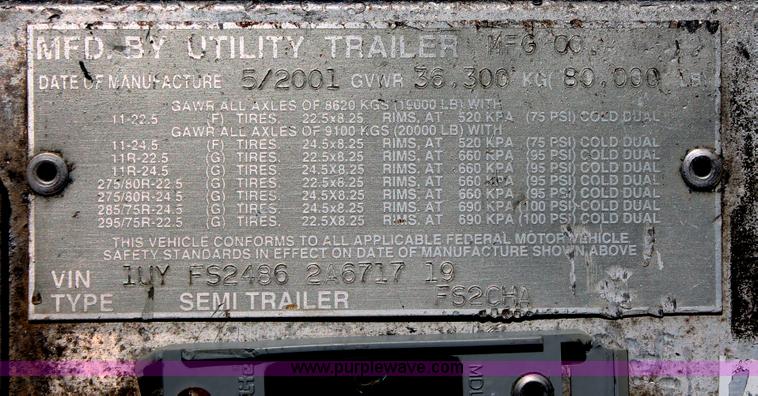 MFD. BY UTILITY TRAILER MFG CO.
DATE OF MANUFACTURE 5/2001 GVWR 36,300 KG( 80,000 LB)
GAWR ALL AXLES OF 8620 KGS (19000 LB) WITH
11-22.5 (F) TIRES. 22.5x8.25 RIMS, AT 520 KPA (75 PSI) COLD DUAL
GAWR ALL AXLES OF 9100 KGS (20000 LB) WITH
11-24.5 (F) TIRES. 24.5x8.25 RIMS, AT 520 KPA (75 PSI) COLD DUAL
11R-22.5 (G) TIRES. 22.5x8.25 RIMS, AT 660 KPA (95 PSI) COLD DUAL
11R-24.5 (G) TIRES. 24.5x8.25 RIMS, AT 660 KPA (95 PSI) COLD DUAL
275/80R-22.5 (G) TIRES. 22.5x8.25 RIMS, AT 660 KPA (95 PSI) COLD DUAL
275/80R-24.5 (G) TIRES. 24.5x8.25 RIMS, AT 660 KPA (95 PSI) COLD DUAL
285/75R-24.5 (G) TIRES. 24.5X8.25 RIMS, AT 690 KPA (100 PSI) COLD DUAL
295/75R-22.5 (G) TIRES. 22.5X8.25 RIMS, AT 690 KPA (100 PSI) COLD DUAL
THIS VEHICLE CONFORMS TO ALL APPLICABLE FEDERAL MOTOR VEHICLE
SAFETY STANDARDS IN EFFECT ON DATE OF MANUFACTURE SHOWN ABOVE
VIN 1UY FS2486 2A6717 19
TYPE SEMI TRAILER FS2CHA
www.purplewave.com